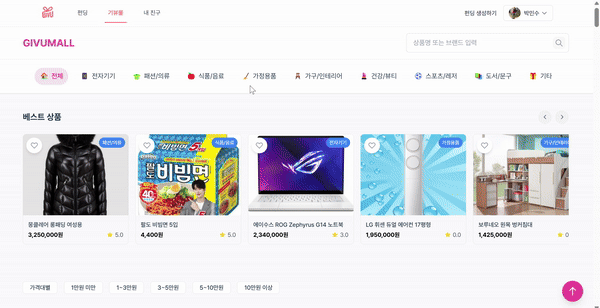 GIVU
펀딩
기뷰몰
내 친구
펀딩 생성하기
박민수
GIVUMALL
상품명 또는 브랜드 입력
전체
전자기기
패션/의류
식품/음료
가정용품
가구/인테리어
건강/뷰티
스포츠/레저
도서/문구
기타
베스트 상품
패션/의류
식품/음료
전자기기
가정용품
가구/인테리어
팔도
비빔면
몽클레어 롱패딩 여성용
3,250,000원
5.0
팔도 비빔면 5입
4,400원
5.0
에이수스 ROG Zephyrus G14 노트북
2,340,000원
3.0
LG 휘센 듀얼 에어컨 17평형
1,950,000원
0.0
보루네오 원목 벙커침대
1,425,000원
가격대별
1만원 미만
1~3만원
3~5만원
5~10만원
10만원 이상